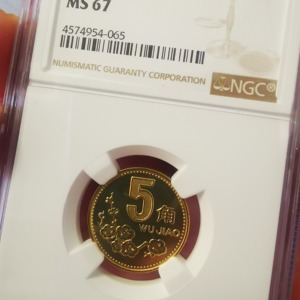 MS 67
4574954-065
NUMISMATIC GUARANTY CORPORATION
NGC®
5角
WU JIAO